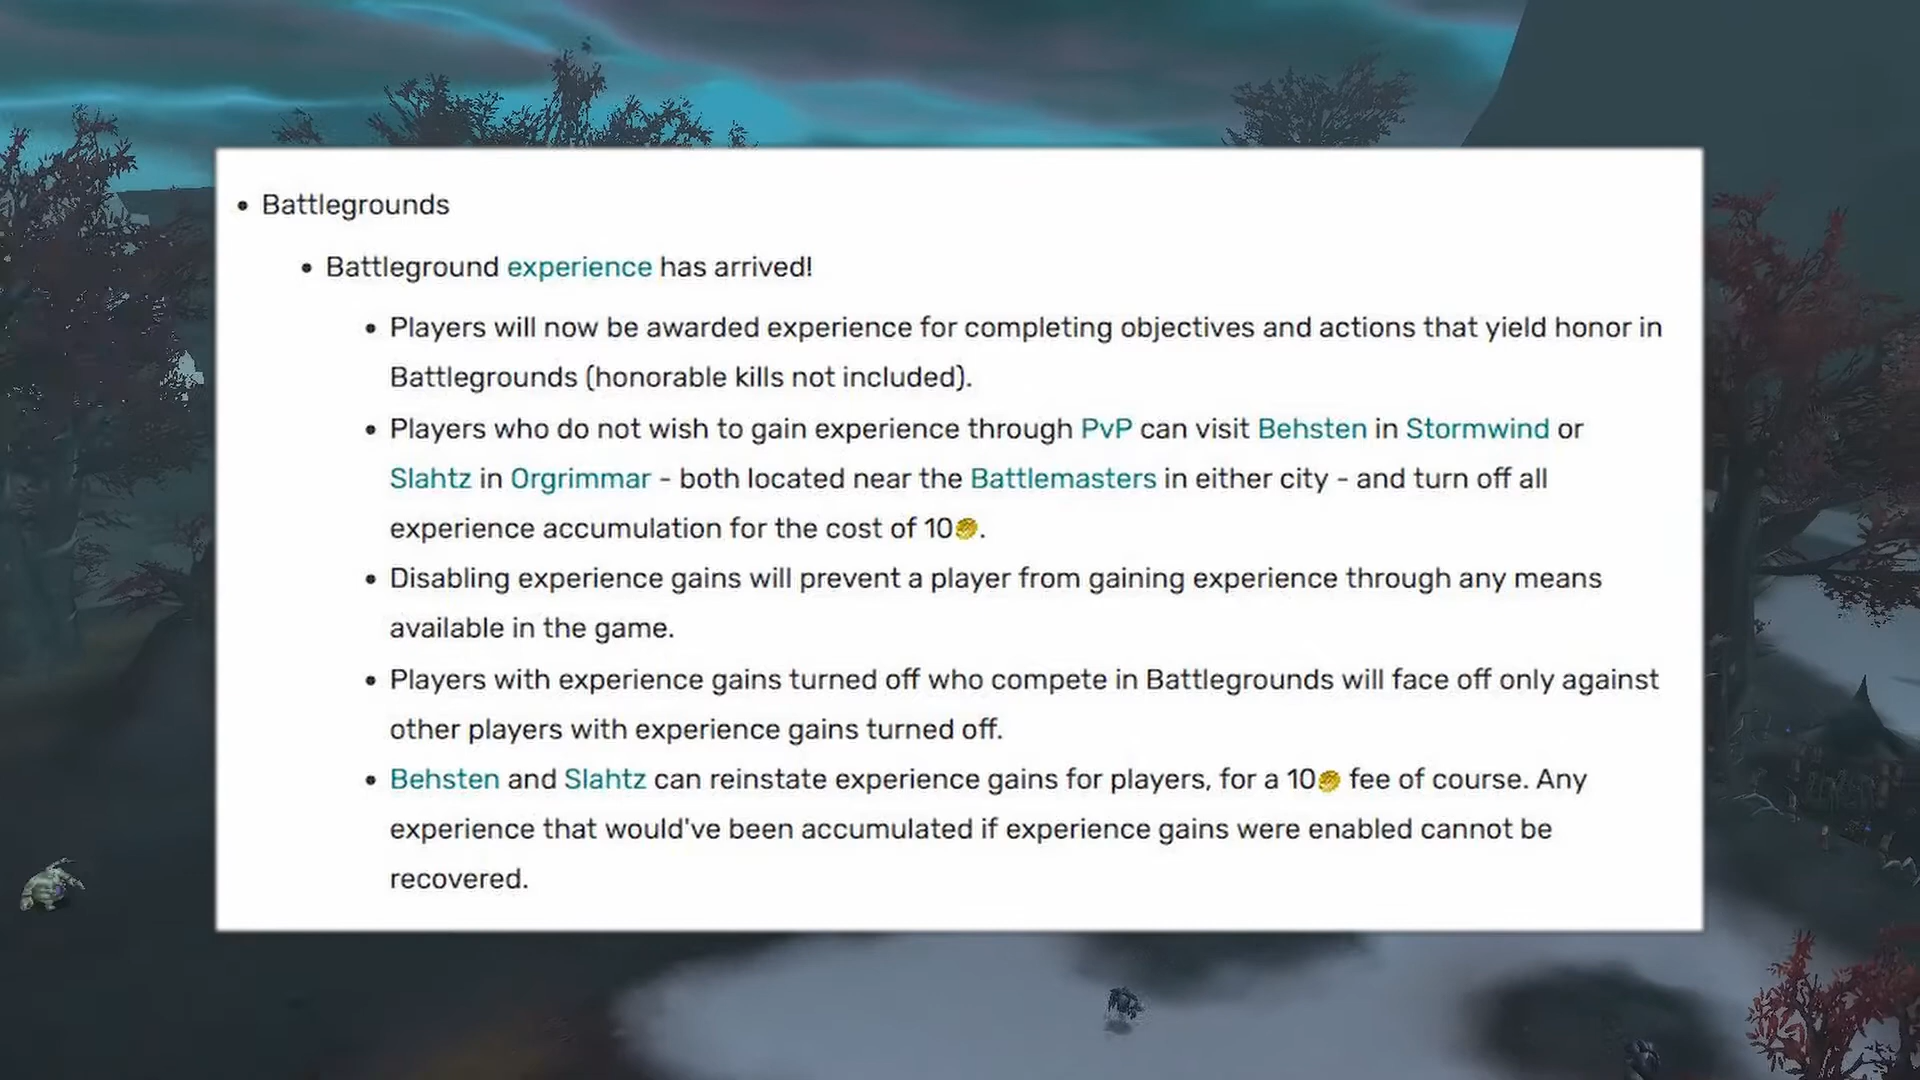 Battlegrounds
Battleground experience has arrived!
Players will now be awarded experience for completing objectives and actions that yield honor in
Battlegrounds (honorable kills not included).
Players who do not wish to gain experience through PvP can visit Behsten in Stormwind or
Slahtz in Orgrimmar - both located near the Battlemasters in either city - and turn off all
experience accumulation for the cost of 10.
Disabling experience gains will prevent a player from gaining experience through any means
available in the game.
Players with experience gains turned off who compete in Battlegrounds will face off only against
other players with experience gains turned off.
Behsten and Slahtz can reinstate experience gains for players, for a 10 fee of course. Any
experience that would've been accumulated if experience gains were enabled cannot be
recovered.